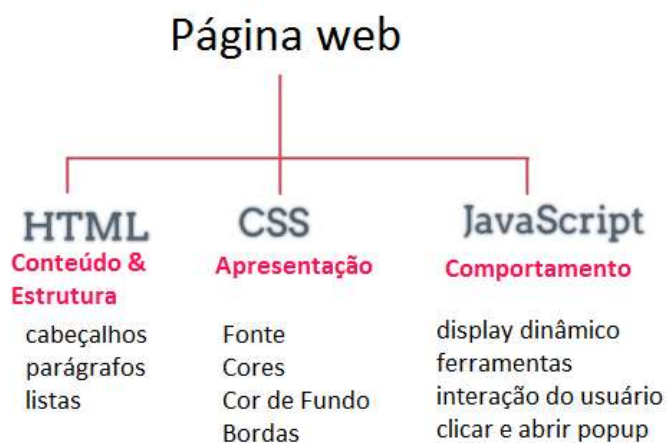 Página web
HTML
Conteúdo &
Estrutura
cabeçalhos
parágrafos
listas
CSS
Apresentação
Fonte
Cores
Cor de Fundo
Bordas
JavaScript
Comportamento
display dinâmico
ferramentas
interação do usuário
clicar e abrir popup